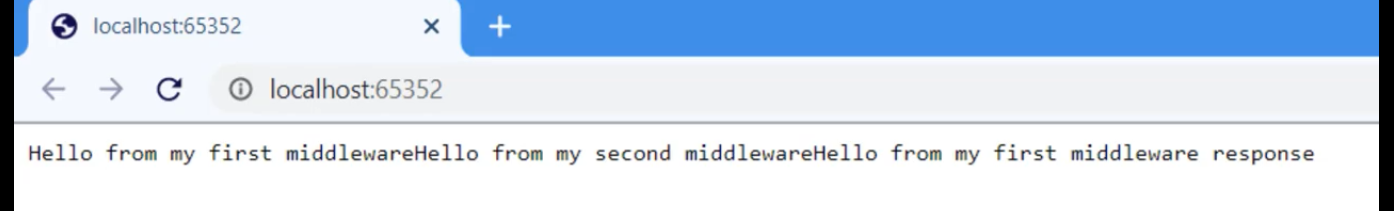 localhost:65352
localhost:65352
Hello from my first middlewareHello from my second middlewareHello from my first middleware response